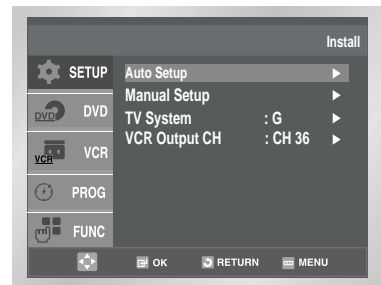 Install
SETUP
Auto Setup ►
Manual Setup ►
DVD DVD
TV System : G ►
VCR Output CH : CH 36 ►
VCR VCR
PROG
FUNC
OK RETURN MENU